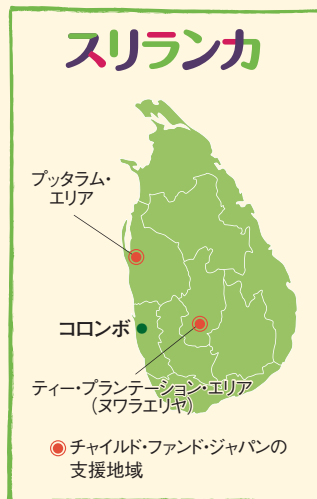 スリランカ
プッタラム・
エリア
コロンボ
ティー・プランテーション・エリア
（ヌワラエリヤ）
チャイルド・ファンド・ジャパンの
支援地域